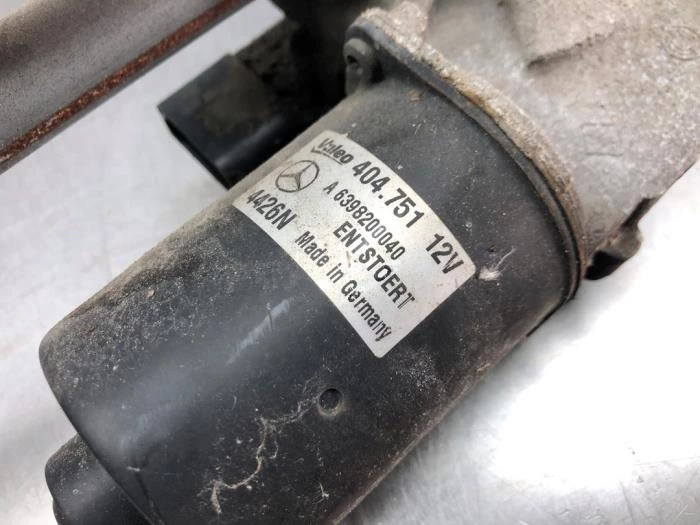 Valeo 404.751 12V
A 6398200040
ENTSTOERT
4426N Made in Germany